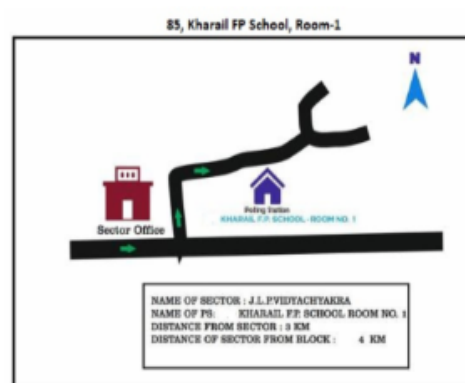 85, Kharail FP School, Room-1
N
Sector Office
Polling Station
KHARAIL F.P. SCHOOL - ROOM NO. 1
NAME OF SECTOR : J.L.P.VIDYACHYAKRA
NAME OF PS: KHARAIL F.P. SCHOOL ROOM NO. 1
DISTANCE FROM SECTOR : 3 KM
DISTANCE OF SECTOR FROM BLOCK : 4 KM